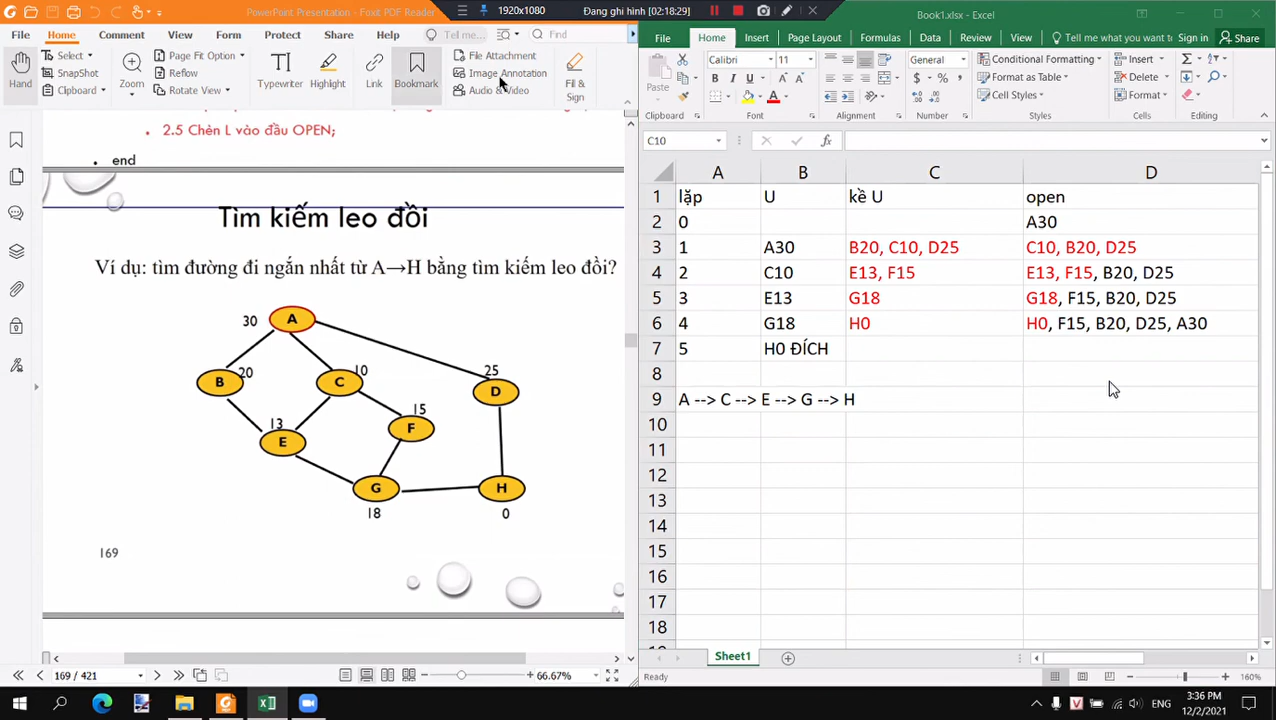 PowerPoint Presentation - Foxit PDF Reader
1920x1080
Đang ghi hình [02:18:29]
Book1.xlsx - Excel
File Home Comment View Form Protect Share Help Tell me... Find
Hand
Select
SnapShot
Clipboard
Zoom
Page Fit Option
Reflow
Rotate View
Typewriter
Highlight
Link
Bookmark
File Attachment
Image Annotation
Audio & Video
Fill &
Sign
File Home Insert Page Layout Formulas Data Review View Tell me what you want to do... Sign in Share
Paste
Clipboard
Calibri 11
B I U
Font
Alignment
General
$ % ,
Number
Conditional Formatting
Format as Table
Cell Styles
Styles
Insert
Delete
Format
Cells
Editing
C10
fx
• 2.5 Chèn L vào đầu OPEN;
• end
Tìm kiếm leo đồi
Ví dụ: tìm đường đi ngắn nhất từ A→H bằng tìm kiếm leo đồi?
30 A
B 20
C 10
25
D
13
E
15
F
G
18
H
0
169
A B C D
1 lặp U kề U open
2 0 A30
3 1 A30 B20, C10, D25 C10, B20, D25
4 2 C10 E13, F15 E13, F15, B20, D25
5 3 E13 G18 G18, F15, B20, D25
6 4 G18 H0 H0, F15, B20, D25, A30
7 5 H0 ĐÍCH
8
9 A --> C --> E --> G --> H
10
11
12
13
14
15
16
17
18
Sheet1
169 / 421
66.67%
Ready
160%
ENG
3:36 PM
12/2/2021